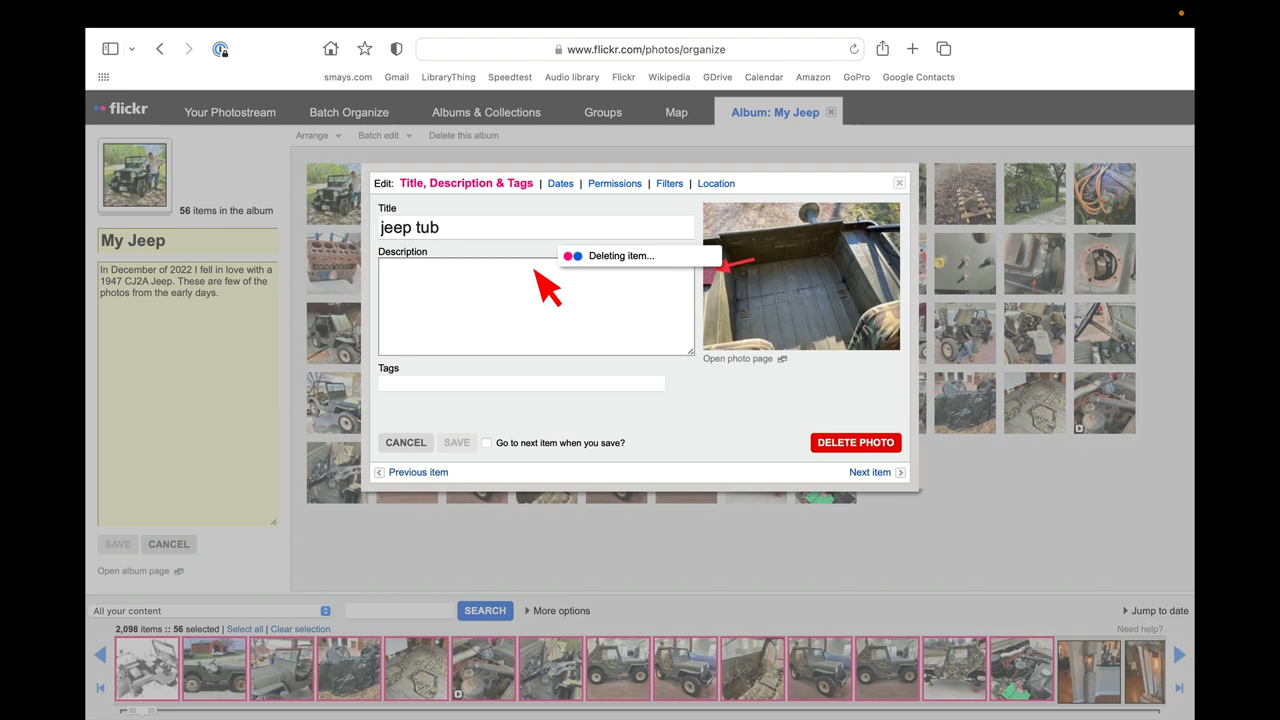 www.flickr.com/photos/organize
smays.com Gmail LibraryThing Speedtest Audio library Flickr Wikipedia GDrive Calendar Amazon GoPro Google Contacts
flickr Your Photostream Batch Organize Albums & Collections Groups Map Album: My Jeep
Arrange Batch edit Delete this album
56 items in the album
My Jeep
In December of 2022 I fell in love with a
1947 CJ2A Jeep. These are few of the
photos from the early days.
SAVE CANCEL
Open album page
Edit: Title, Description & Tags | Dates | Permissions | Filters | Location
Title
jeep tub
Description
Deleting item...
Open photo page
Tags
CANCEL SAVE Go to next item when you save? DELETE PHOTO
Previous item Next item
All your content SEARCH More options Jump to date
2,098 items :: 56 selected | Select all | Clear selection Need help?